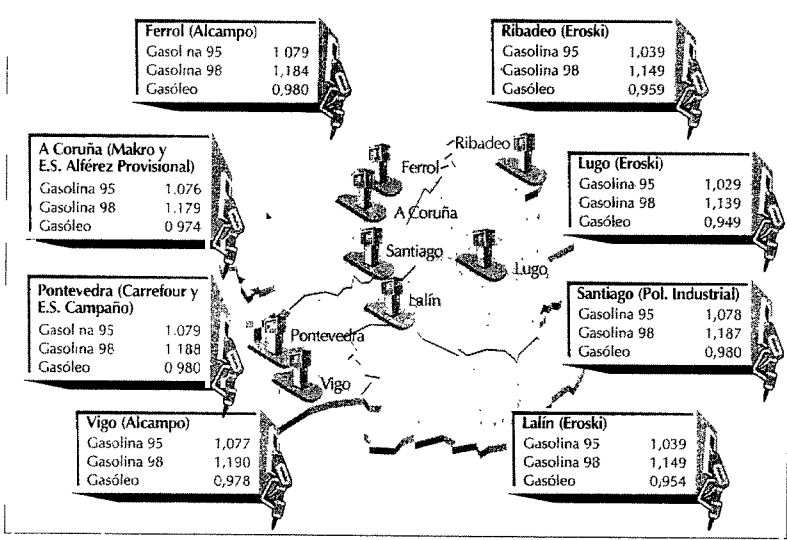 Ferrol (Alcampo)
Gasol na 95 1 079
Gasolina 98 1,184
Gasóleo 0,980
Ribadeo (Eroski)
Gasolina 95 1,039
Gasolina 98 1,149
Gasóleo 0,959
A Coruña (Makro y
E.S. Alférez Provisional)
Gasolina 95 1.076
Gasolina 98 1.179
Gasóleo 0 974
Lugo (Eroski)
Gasolina 95 1,029
Gasolina 98 1,139
Gasóleo 0,949
Ribadeo
Ferrol
A Coruña
Santiago
Lugo
Lalín
Pontevedra
Vigo
Pontevedra (Carrefour y
E.S. Campaño)
Gasol na 95 1.079
Gasolina 98 1 188
Gasóleo 0 980
Santiago (Pol. Industrial)
Gasolina 95 1,078
Gasolina 98 1,187
Gasóleo 0,980
Vigo (Alcampo)
Gasolina 95 1,077
Gasolina 98 1,190
Gasóleo 0,978
Lalín (Eroski)
Gasolina 95 1,039
Gasolina 98 1,149
Gasóleo 0,954